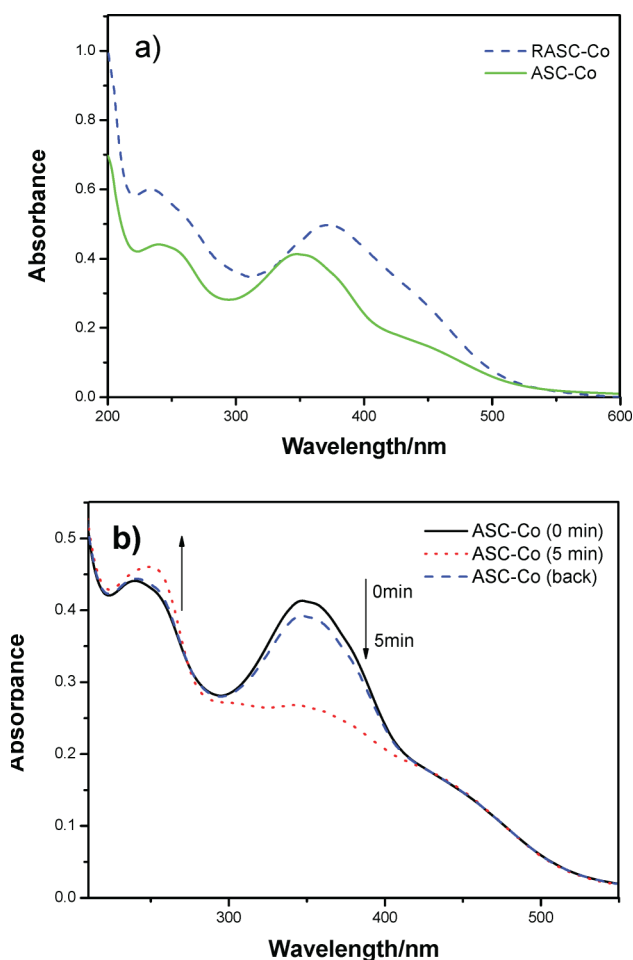 a)
RASC-Co
ASC-Co
1.0
0.8
0.6
0.4
0.2
0.0
Absorbance
200 300 400 500 600
Wavelength/nm
b)
ASC-Co (0 min)
ASC-Co (5 min)
ASC-Co (back)
0min
5min
0.5
0.4
0.3
0.2
0.1
0.0
Absorbance
300 400 500
Wavelength/nm